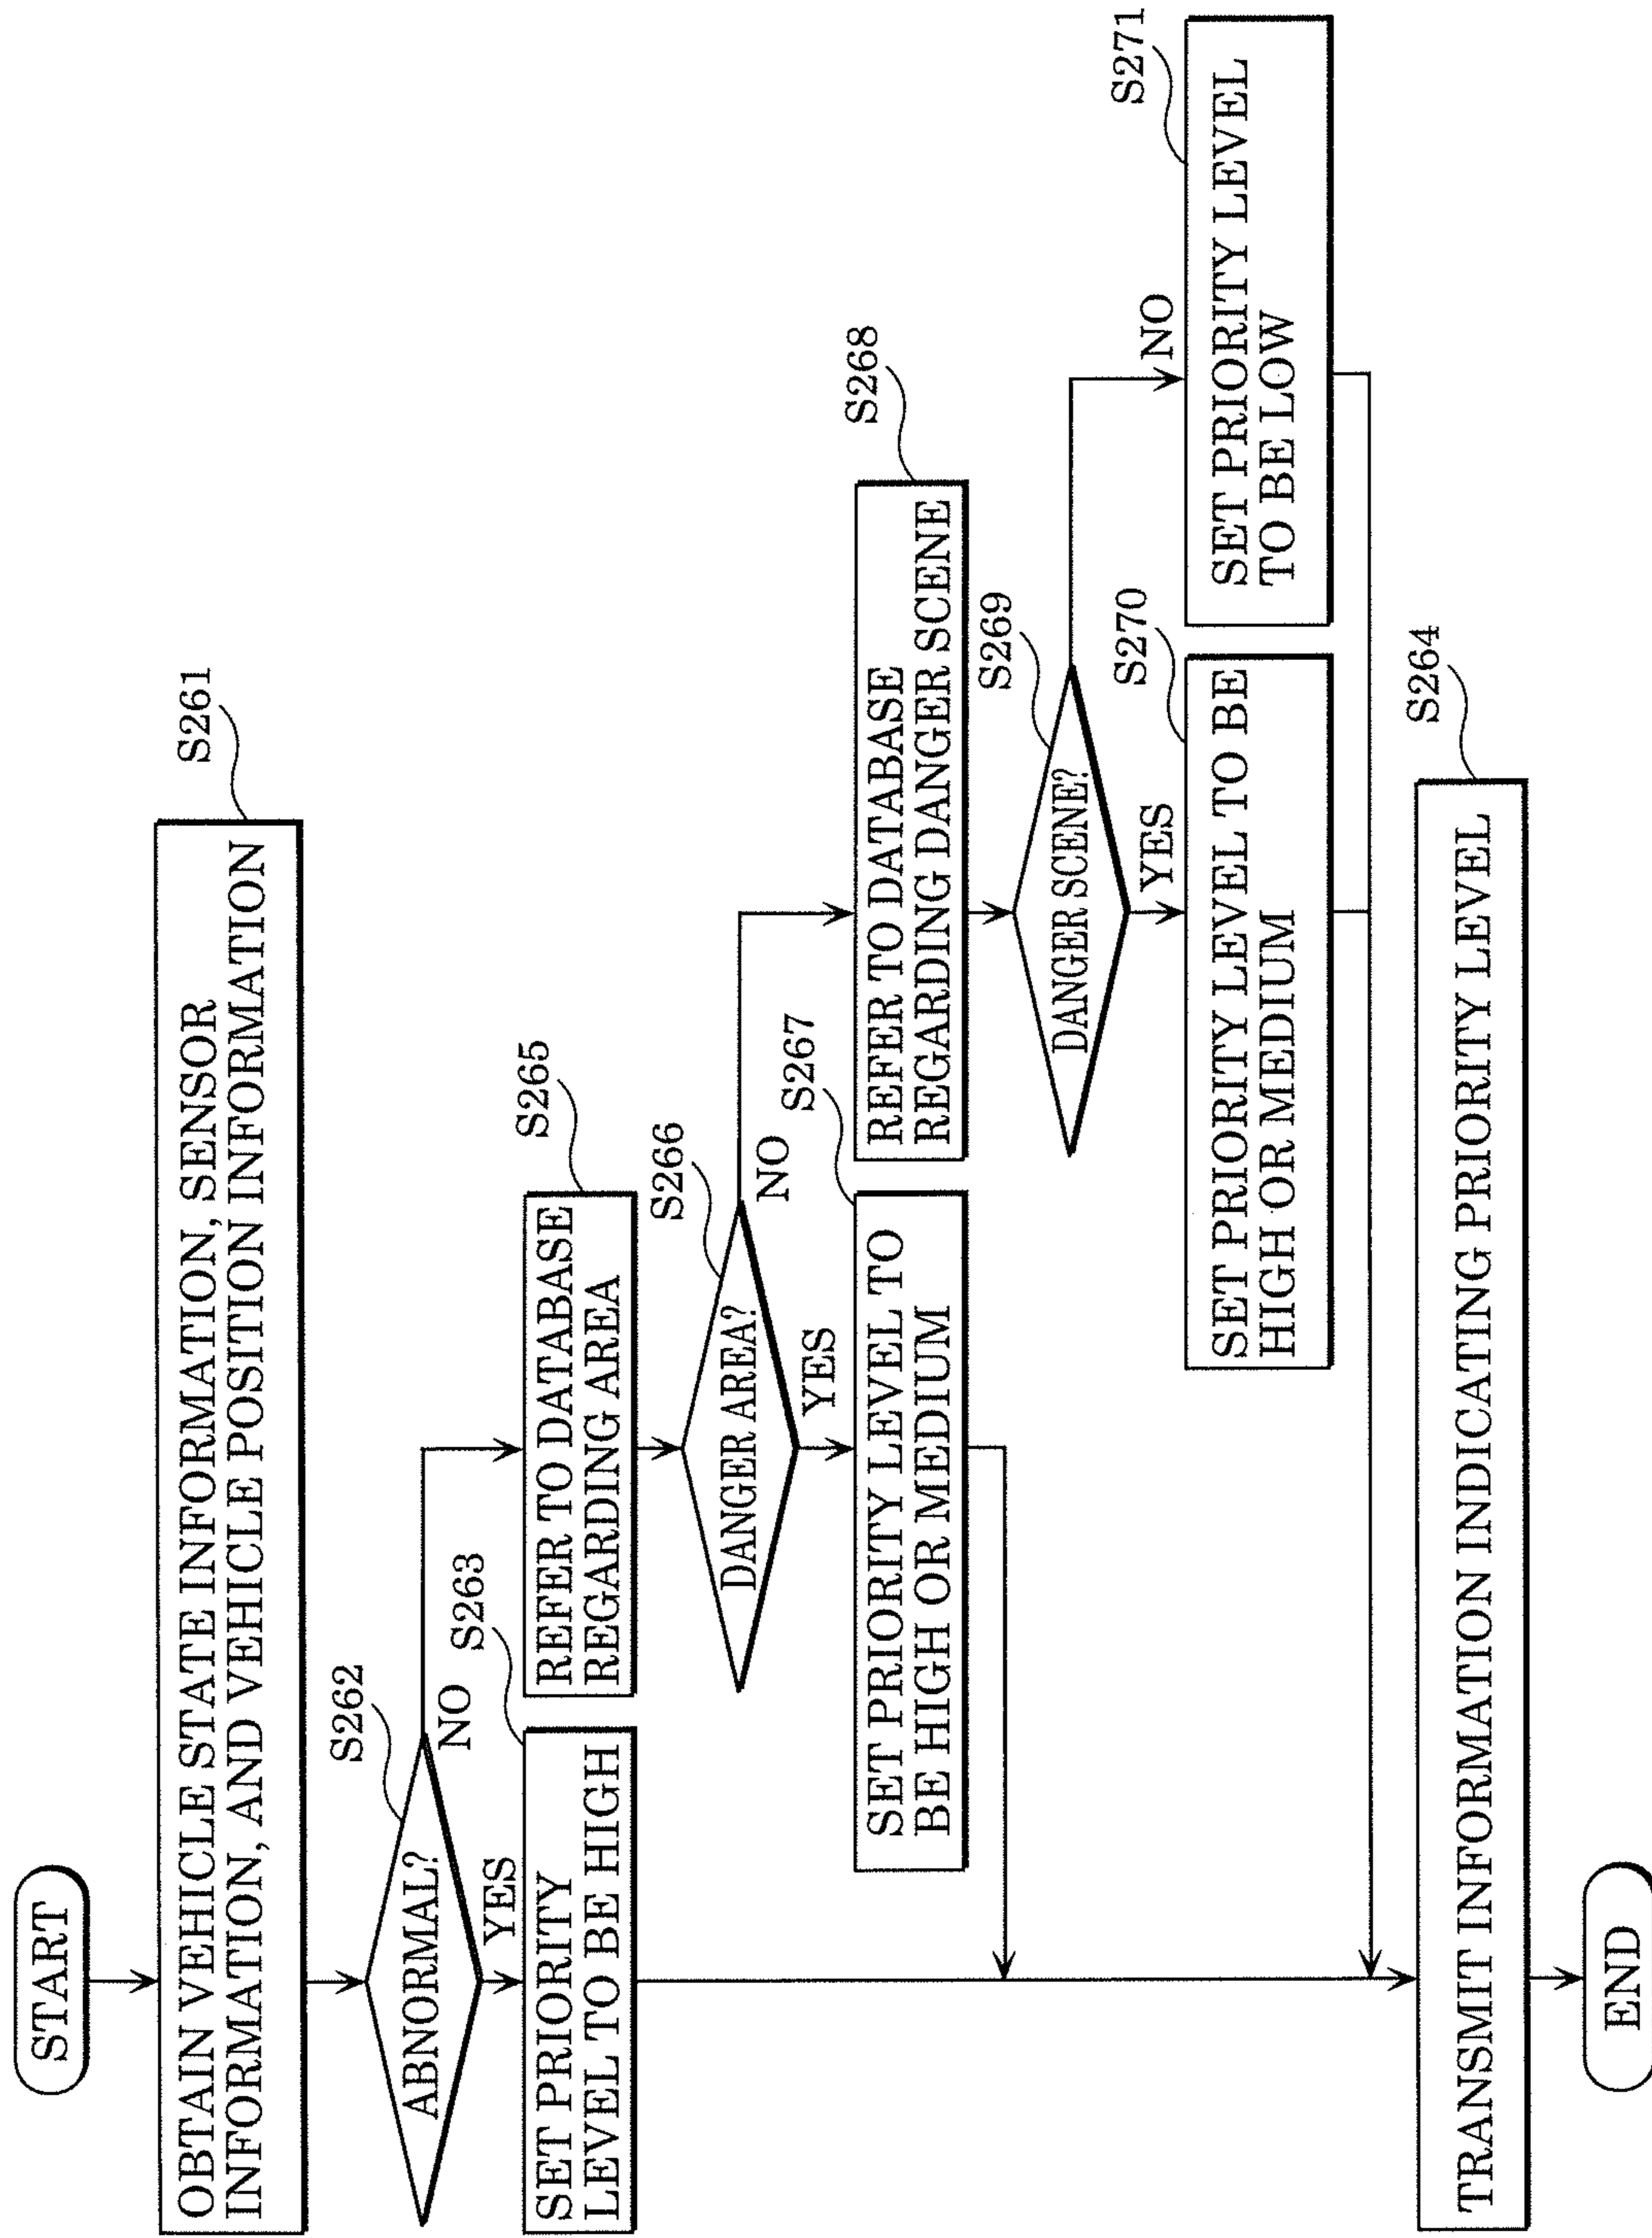 START
S261
OBTAIN VEHICLE STATE INFORMATION, SENSOR
INFORMATION, AND VEHICLE POSITION INFORMATION
S262
ABNORMAL?
NO
YES
S263
SET PRIORITY
LEVEL TO BE HIGH
S265
REFER TO DATABASE
REGARDING AREA
S266
DANGER AREA?
NO
YES
S267
SET PRIORITY LEVEL TO
BE HIGH OR MEDIUM
S268
REFER TO DATABASE
REGARDING DANGER SCENE
S269
DANGER SCENE?
NO
YES
S270
SET PRIORITY LEVEL TO BE
HIGH OR MEDIUM
S271
SET PRIORITY LEVEL
TO BE LOW
S264
TRANSMIT INFORMATION INDICATING PRIORITY LEVEL
END